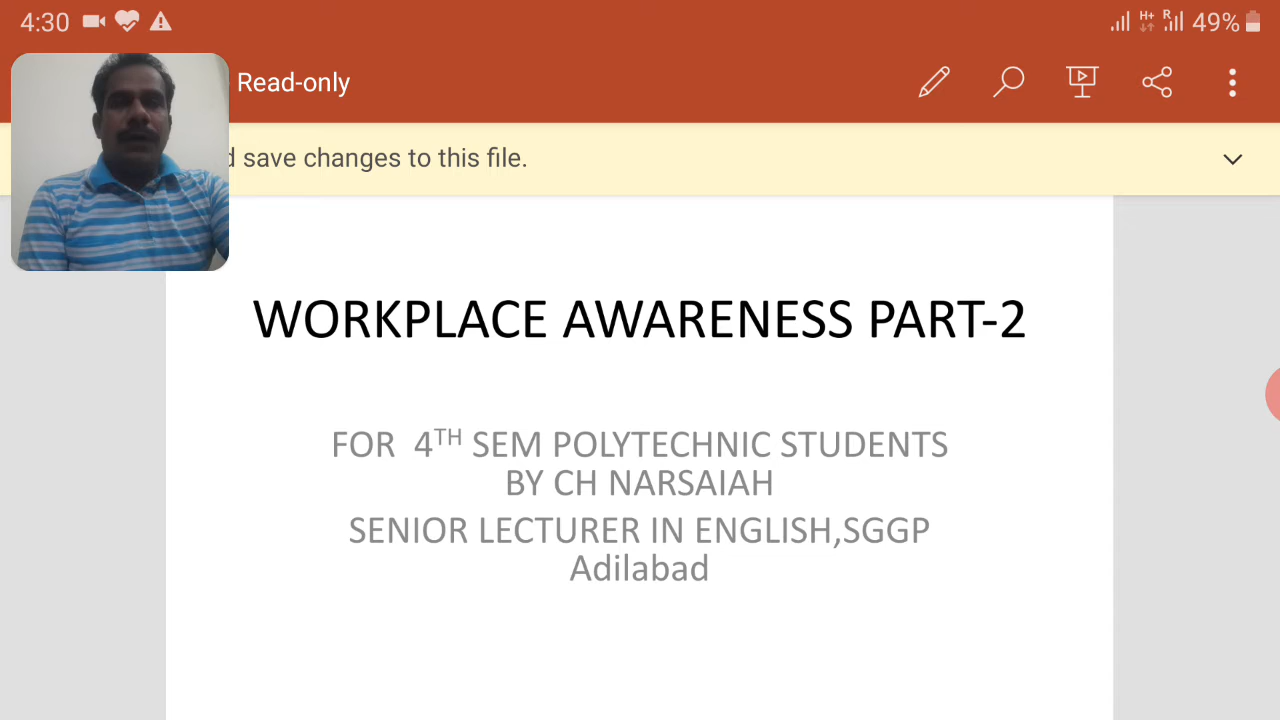 4:30 H+ R 49%
Read-only
save changes to this file.
WORKPLACE AWARENESS PART-2
FOR 4TH SEM POLYTECHNIC STUDENTS
BY CH NARSAIAH
SENIOR LECTURER IN ENGLISH,SGGP
Adilabad